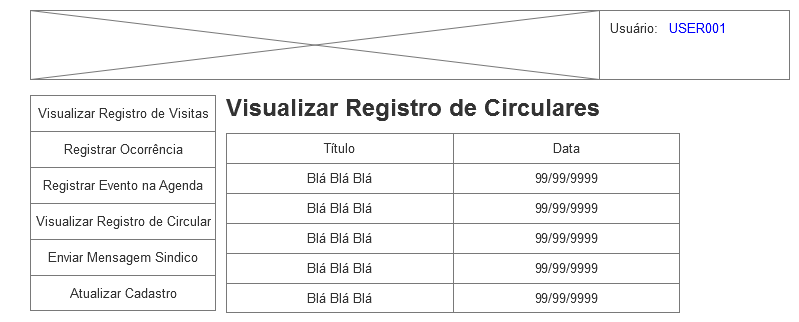 Usuário: USER001
Visualizar Registro de Visitas
Registrar Ocorrência
Registrar Evento na Agenda
Visualizar Registro de Circular
Enviar Mensagem Sindico
Atualizar Cadastro
Visualizar Registro de Circulares
Título Data
Blá Blá Blá 99/99/9999
Blá Blá Blá 99/99/9999
Blá Blá Blá 99/99/9999
Blá Blá Blá 99/99/9999
Blá Blá Blá 99/99/9999